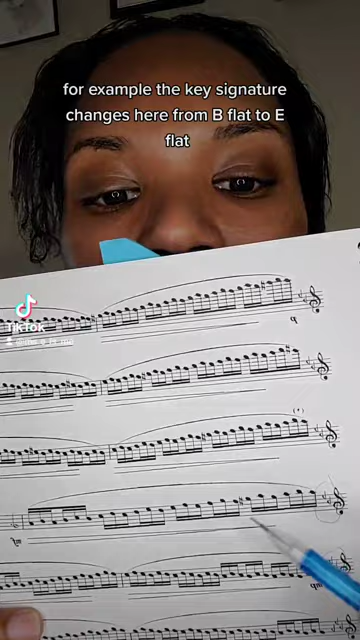 for example the key signature
changes here from B flat to E
flat
TikTok